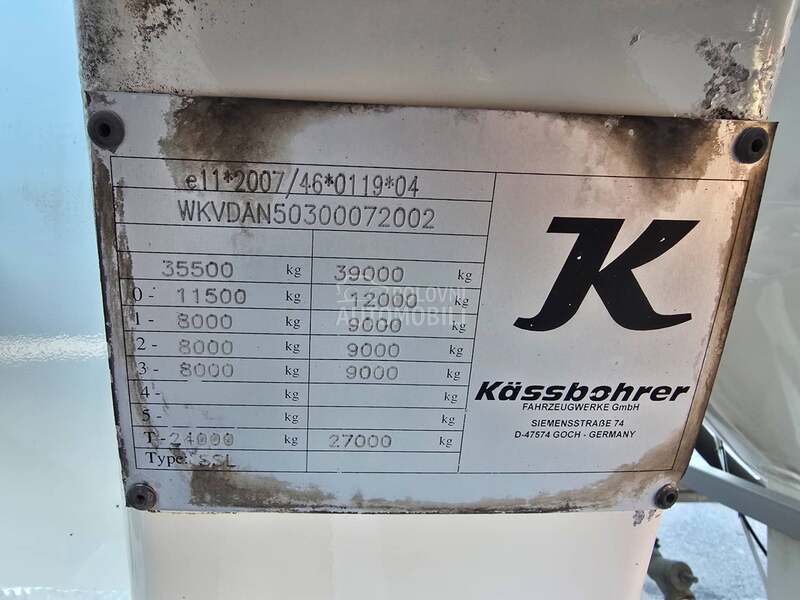 e11*2007/46*0119*04
WKVDAN50300072002
35500 kg 39000 kg
0- 11500 kg 12000 kg
1- 8000 kg 9000 kg
2- 8000 kg 9000 kg
3- 8000 kg 9000 kg
4- kg kg
5- kg kg
T- 24000 kg 27000 kg
Type: SSL
POLOVNI
AUTOMOBILI
K
Kässbohrer
FAHRZEUGWERKE GmbH
SIEMENSSTRAßE 74
D-47574 GOCH - GERMANY